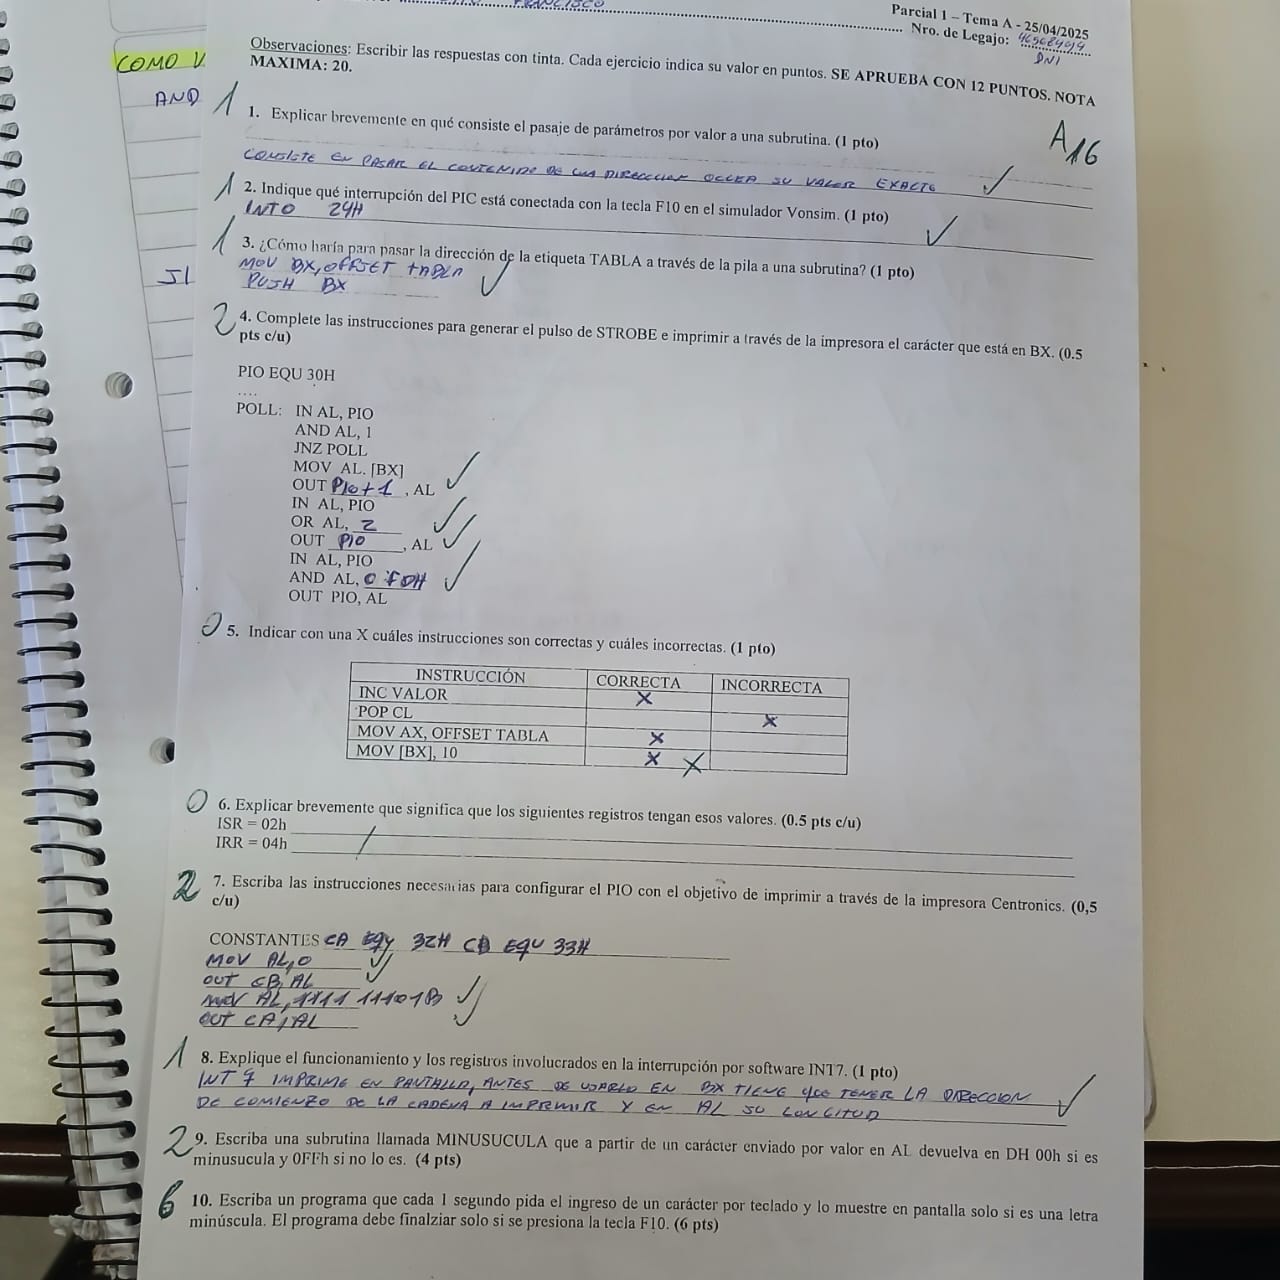 FRANCISCO
Parcial 1 – Tema A - 25/04/2025
Nro. de Legajo:
DNI
Observaciones: Escribir las respuestas con tinta. Cada ejercicio indica su valor en puntos. SE APRUEBA CON 12 PUNTOS. NOTA
MAXIMA: 20.
COMO V
AND
JL
A 16
1
1. Explicar brevemente en qué consiste el pasaje de parámetros por valor a una subrutina. (1 pto)
CONSISTE EN PASAR EL CONTENIDO DE UNA DIRECCION O SEA SU VALOR EXACTO
1
2. Indique qué interrupción del PIC está conectada con la tecla F10 en el simulador Vonsim. (1 pto)
INT0 24H
1
3. ¿Cómo haría para pasar la dirección de la etiqueta TABLA a través de la pila a una subrutina? (1 pto)
MOV BX, OFFSET TABLA
PUSH BX
2
4. Complete las instrucciones para generar el pulso de STROBE e imprimir a través de la impresora el carácter que está en BX. (0.5
pts c/u)
PIO EQU 30H
....
POLL: IN AL, PIO
AND AL, 1
JNZ POLL
MOV AL, [BX]
OUT PIO+1 , AL
IN AL, PIO
OR AL, 2
OUT PIO , AL
IN AL, PIO
AND AL, 0FDH
OUT PIO, AL
0
5. Indicar con una X cuáles instrucciones son correctas y cuáles incorrectas. (1 pto)
INSTRUCCIÓN CORRECTA INCORRECTA
INC VALOR X
POP CL X
MOV AX, OFFSET TABLA X
MOV [BX], 10 X X
0
6. Explicar brevemente que significa que los siguientes registros tengan esos valores. (0.5 pts c/u)
ISR = 02h
IRR = 04h
2
7. Escriba las instrucciones necesarias para configurar el PIO con el objetivo de imprimir a través de la impresora Centronics. (0,5
c/u)
CONSTANTES CA EQU 32H CB EQU 33H
MOV AL, 0
OUT CB, AL
MOV AL, 1111 11101B
OUT CA, AL
1
8. Explique el funcionamiento y los registros involucrados en la interrupción por software INT7. (1 pto)
INT 7 IMPRIME EN PANTALLA, ANTES DE USARLO EN BX TIENE QUE TENER LA DIRECCION
DE COMIENZO DE LA CADENA A IMPRIMIR Y EN AL SU LONGITUD
2
9. Escriba una subrutina llamada MINUSUCULA que a partir de un carácter enviado por valor en AL devuelva en DH 00h si es
minusucula y 0FFh si no lo es. (4 pts)
6
10. Escriba un programa que cada 1 segundo pida el ingreso de un carácter por teclado y lo muestre en pantalla solo si es una letra
minúscula. El programa debe finalziar solo si se presiona la tecla F10. (6 pts)